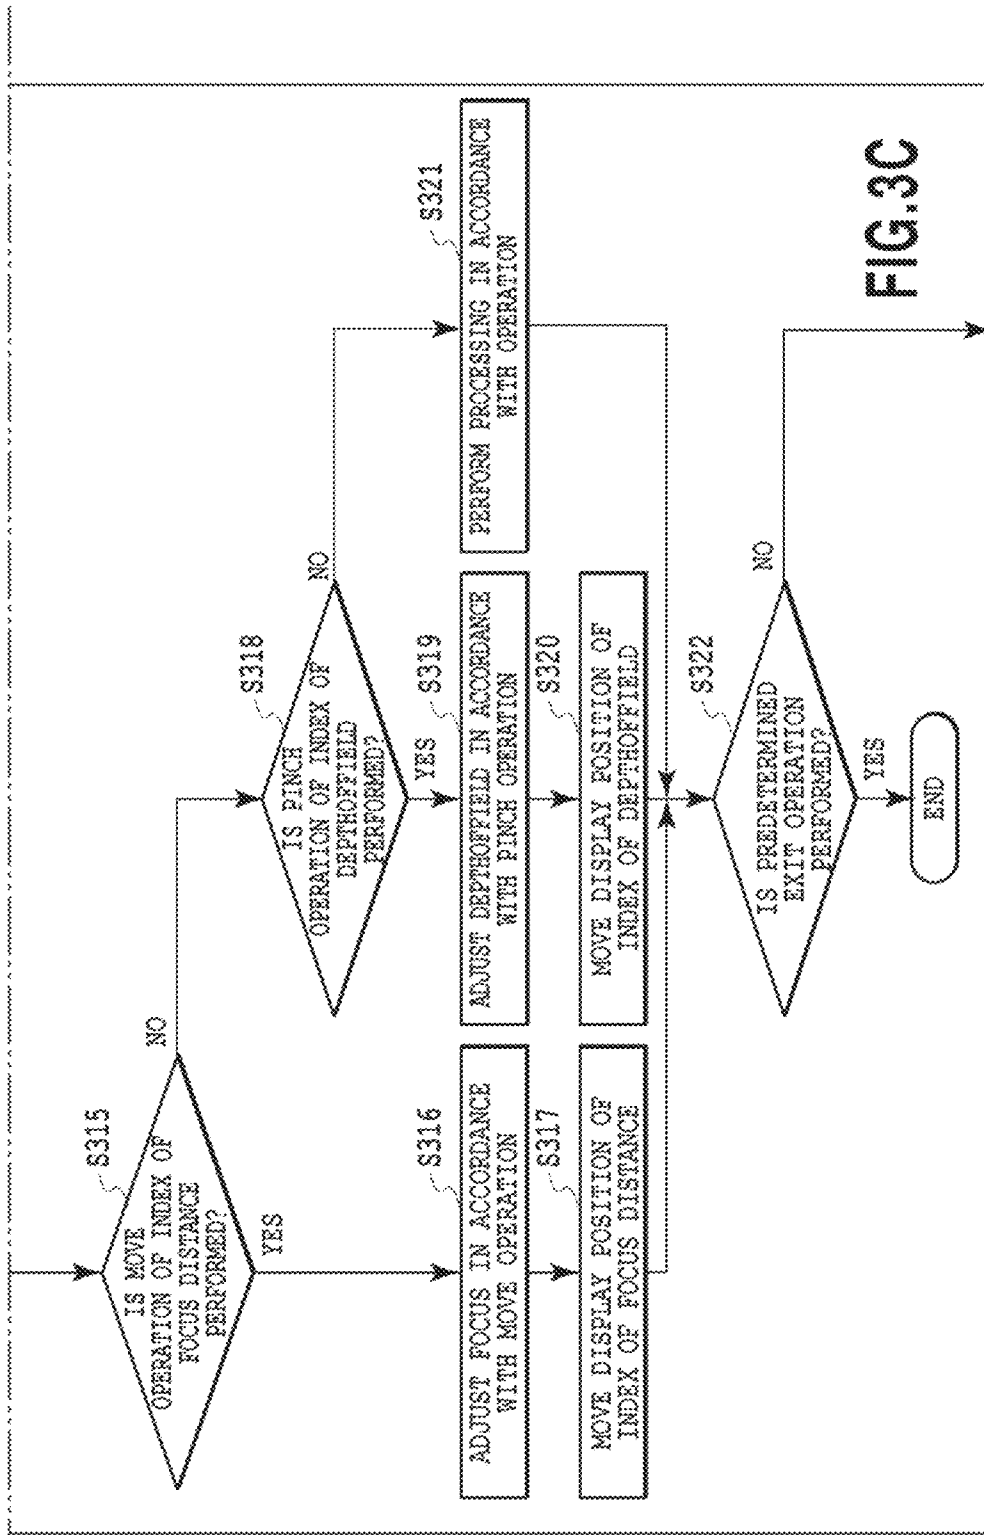 IS MOVE
OPERATION OF INDEX OF
FOCUS DISTANCE
PERFORMED?
S315
NO
YES
ADJUST FOCUS IN ACCORDANCE
WITH MOVE OPERATION
S316
MOVE DISPLAY POSITION OF
INDEX OF FOCUS DISTANCE
S317
IS PINCH
OPERATION OF INDEX OF
DEPTHOFFIELD
PERFORMED?
S318
NO
YES
ADJUST DEPTHOFFIELD IN ACCORDANCE
WITH PINCH OPERATION
S319
MOVE DISPLAY POSITION OF
INDEX OF DEPTHOFFIELD
S320
PERFORM PROCESSING IN ACCORDANCE
WITH OPERATION
S321
IS PREDETERMINED
EXIT OPERATION
PERFORMED?
S322
NO
YES
END
FIG.3C